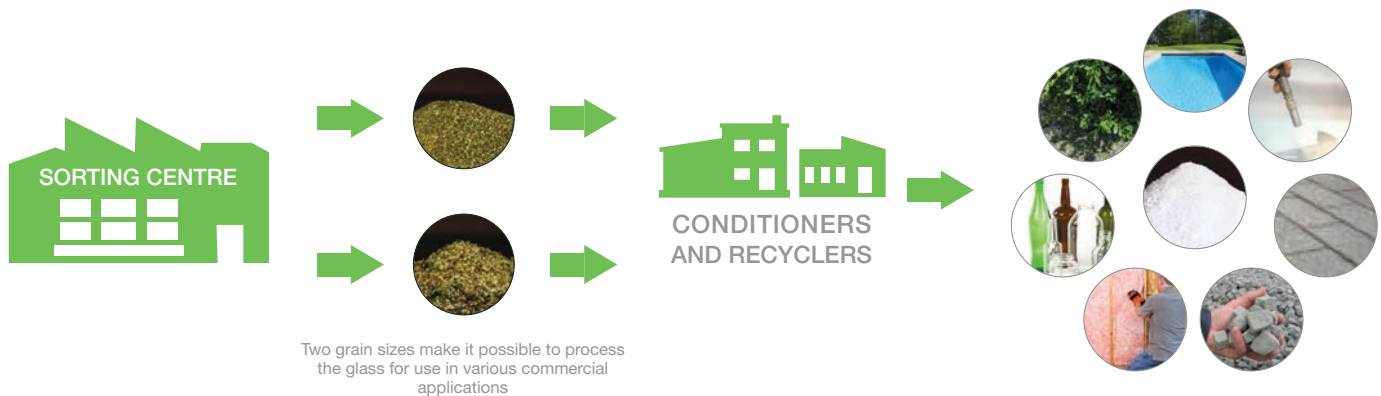 SORTING CENTRE
Two grain sizes make it possible to process
the glass for use in various commercial
applications
CONDITIONERS
AND RECYCLERS